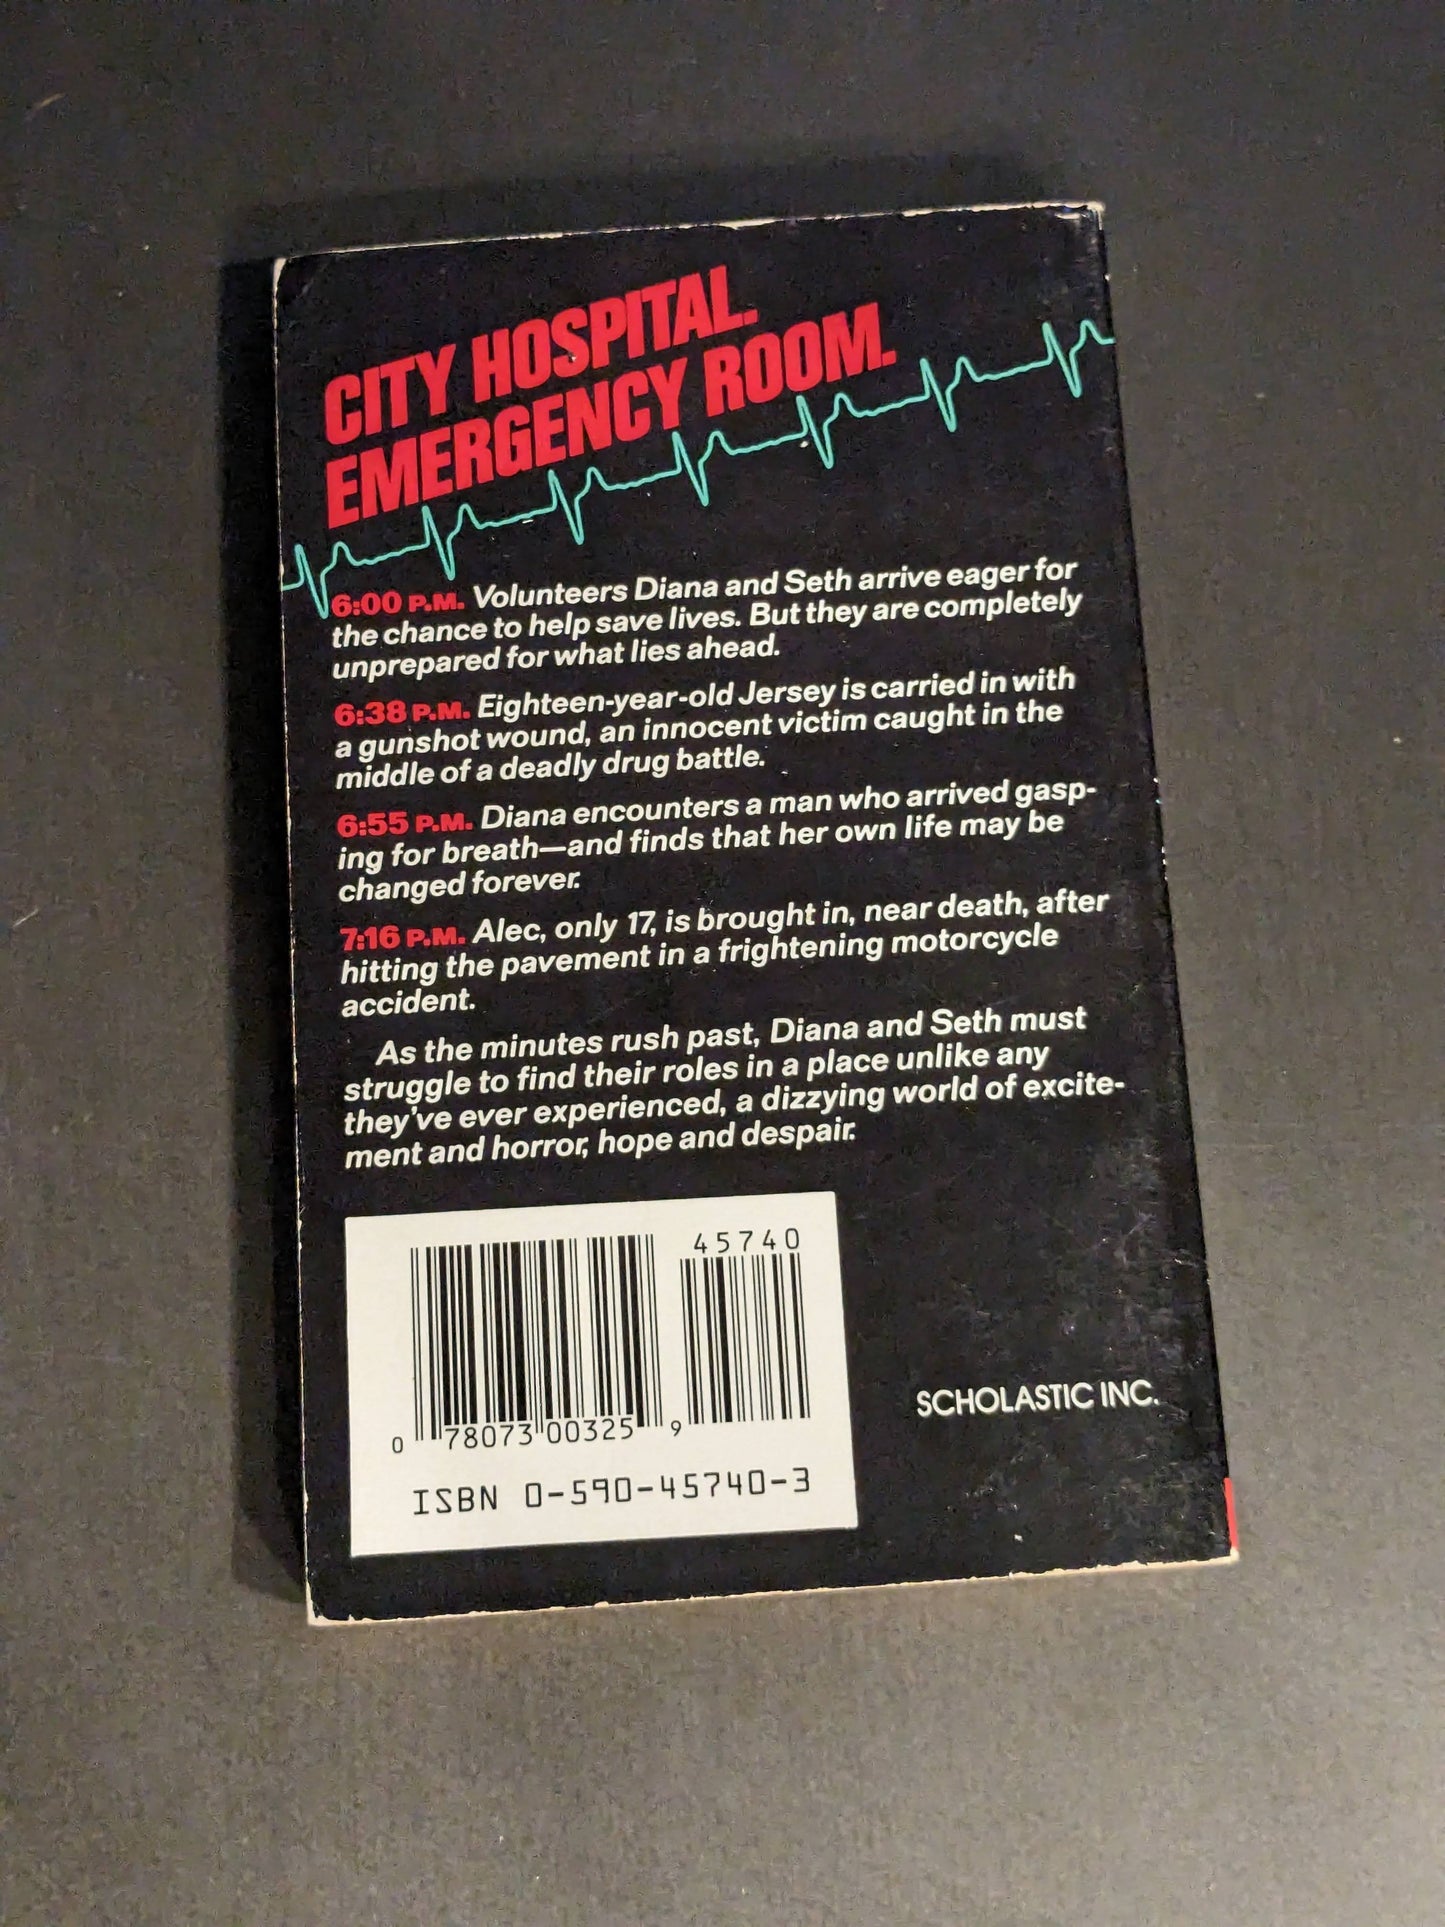 CITY HOSPITAL.
EMERGENCY ROOM.
6:00 P.M. Volunteers Diana and Seth arrive eager for
the chance to help save lives. But they are completely
unprepared for what lies ahead.
6:38 P.M. Eighteen-year-old Jersey is carried in with
a gunshot wound, an innocent victim caught in the
middle of a deadly drug battle.
6:55 P.M. Diana encounters a man who arrived gasp-
ing for breath—and finds that her own life may be
changed forever.
7:16 P.M. Alec, only 17, is brought in, near death, after
hitting the pavement in a frightening motorcycle
accident.
As the minutes rush past, Diana and Seth must
struggle to find their roles in a place unlike any
they've ever experienced, a dizzying world of excite-
ment and horror, hope and despair.
45740
0 78073 00325 9
ISBN 0-590-45740-3
SCHOLASTIC INC.